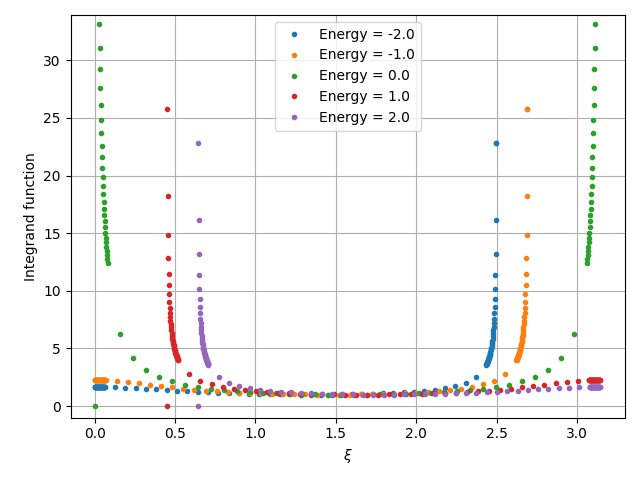 Energy = -2.0
Energy = -1.0
Energy = 0.0
Energy = 1.0
Energy = 2.0
Integrand function
30
25
20
15
10
5
0
0.0 0.5 1.0 1.5 2.0 2.5 3.0
ξ